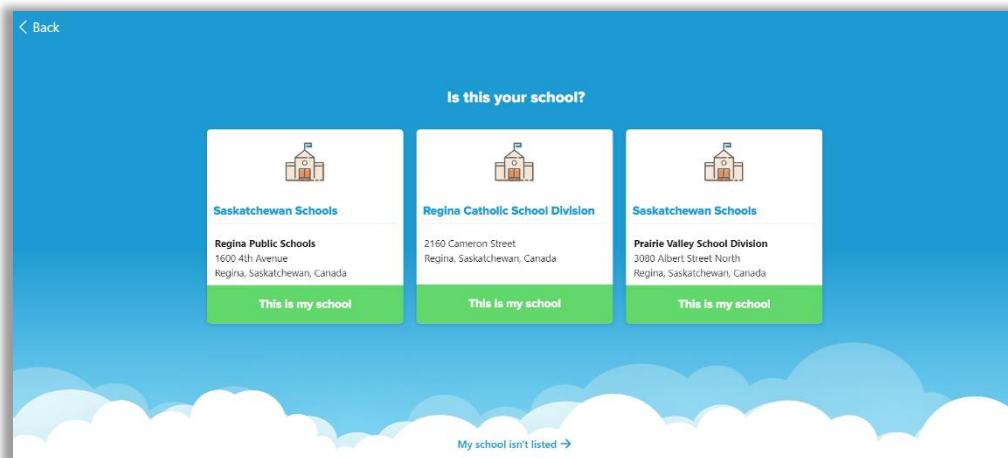 Back
Is this your school?
Saskatchewan Schools
Regina Public Schools
1600 4th Avenue
Regina, Saskatchewan, Canada
This is my school
Regina Catholic School Division
2160 Cameron Street
Regina, Saskatchewan, Canada
This is my school
Saskatchewan Schools
Prairie Valley School Division
3080 Albert Street North
Regina, Saskatchewan, Canada
This is my school
My school isn't listed →